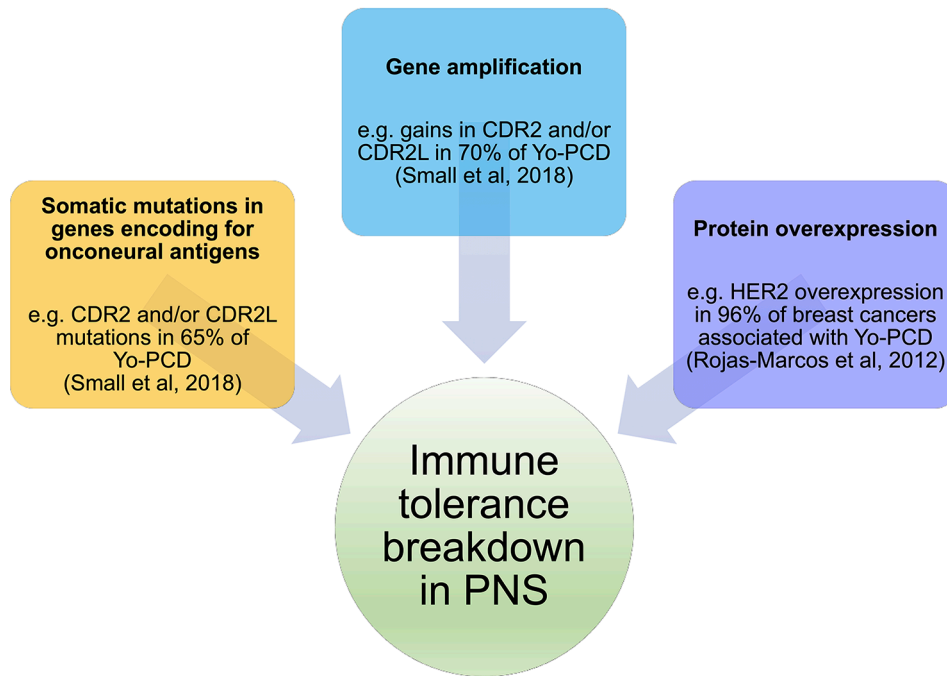 Gene amplification
e.g. gains in CDR2 and/or
CDR2L in 70% of Yo-PCD
(Small et al, 2018)
Somatic mutations in
genes encoding for
onconeural antigens
e.g. CDR2 and/or CDR2L
mutations in 65% of
Yo-PCD
(Small et al, 2018)
Protein overexpression
e.g. HER2 overexpression
in 96% of breast cancers
associated with Yo-PCD
(Rojas-Marcos et al, 2012)
Immune
tolerance
breakdown
in PNS